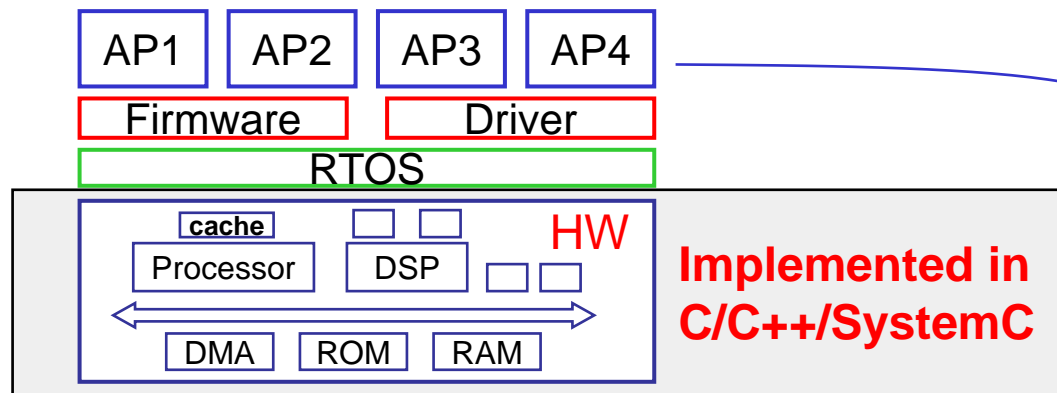 AP1 AP2 AP3 AP4
Firmware Driver
RTOS
cache HW
Processor DSP
Implemented in
C/C++/SystemC
DMA ROM RAM